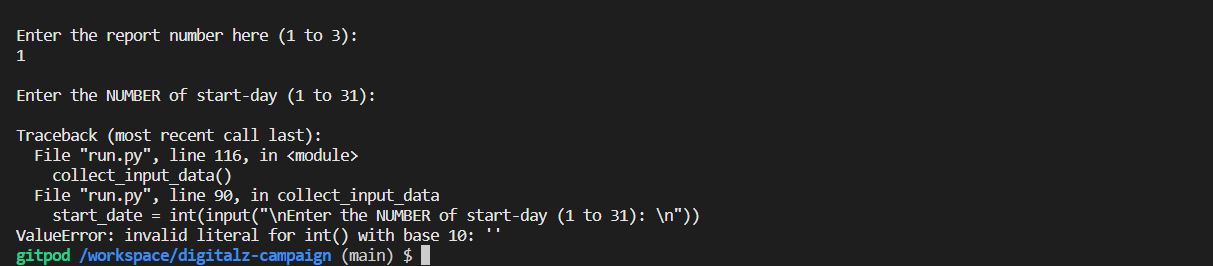 Enter the report number here (1 to 3):
1
Enter the NUMBER of start-day (1 to 31):
Traceback (most recent call last):
  File "run.py", line 116, in <module>
    collect_input_data()
  File "run.py", line 90, in collect_input_data
    start_date = int(input("\nEnter the NUMBER of start-day (1 to 31): \n"))
ValueError: invalid literal for int() with base 10: ''
gitpod /workspace/digitalz-campaign (main) $